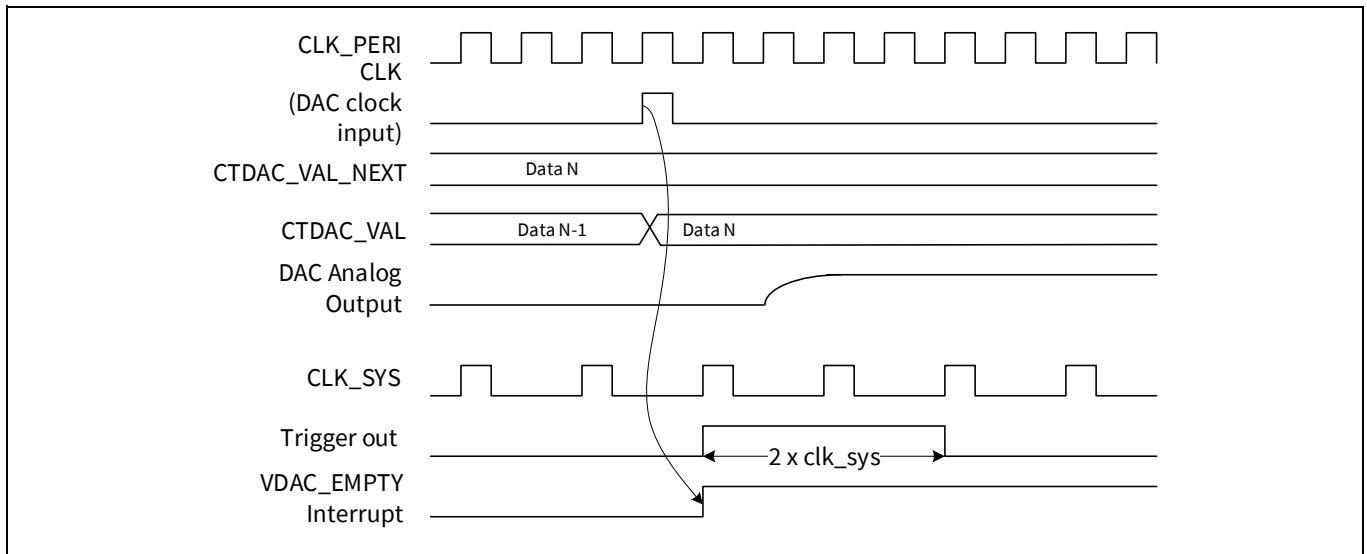 CLK_PERI
CLK
(DAC clock
input)
CTDAC_VAL_NEXT
Data N
CTDAC_VAL
Data N-1
Data N
DAC Analog
Output
CLK_SYS
Trigger out
2 x clk_sys
VDAC_EMPTY
Interrupt